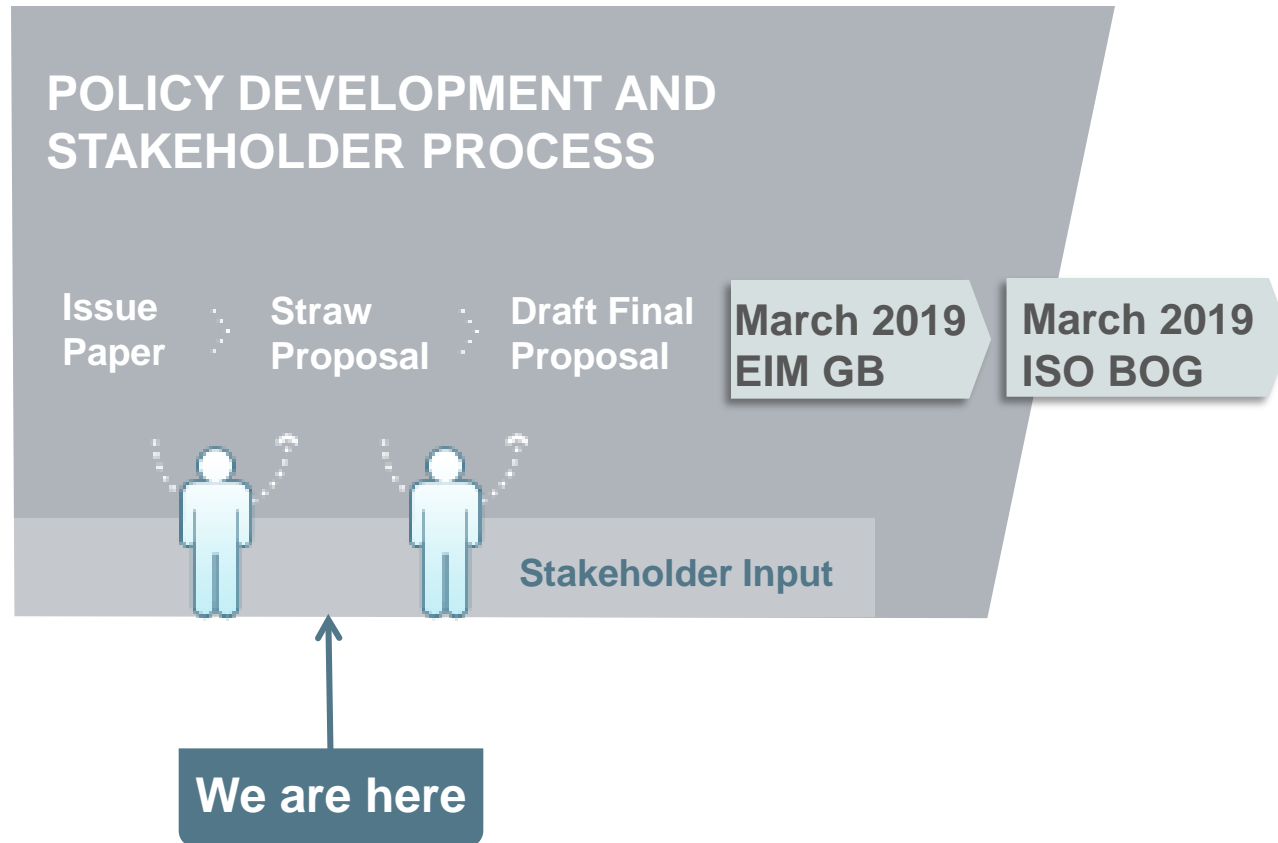 POLICY DEVELOPMENT AND
STAKEHOLDER PROCESS
Issue
Paper
Straw
Proposal
Draft Final
Proposal
March 2019
EIM GB
March 2019
ISO BOG
Stakeholder Input
We are here